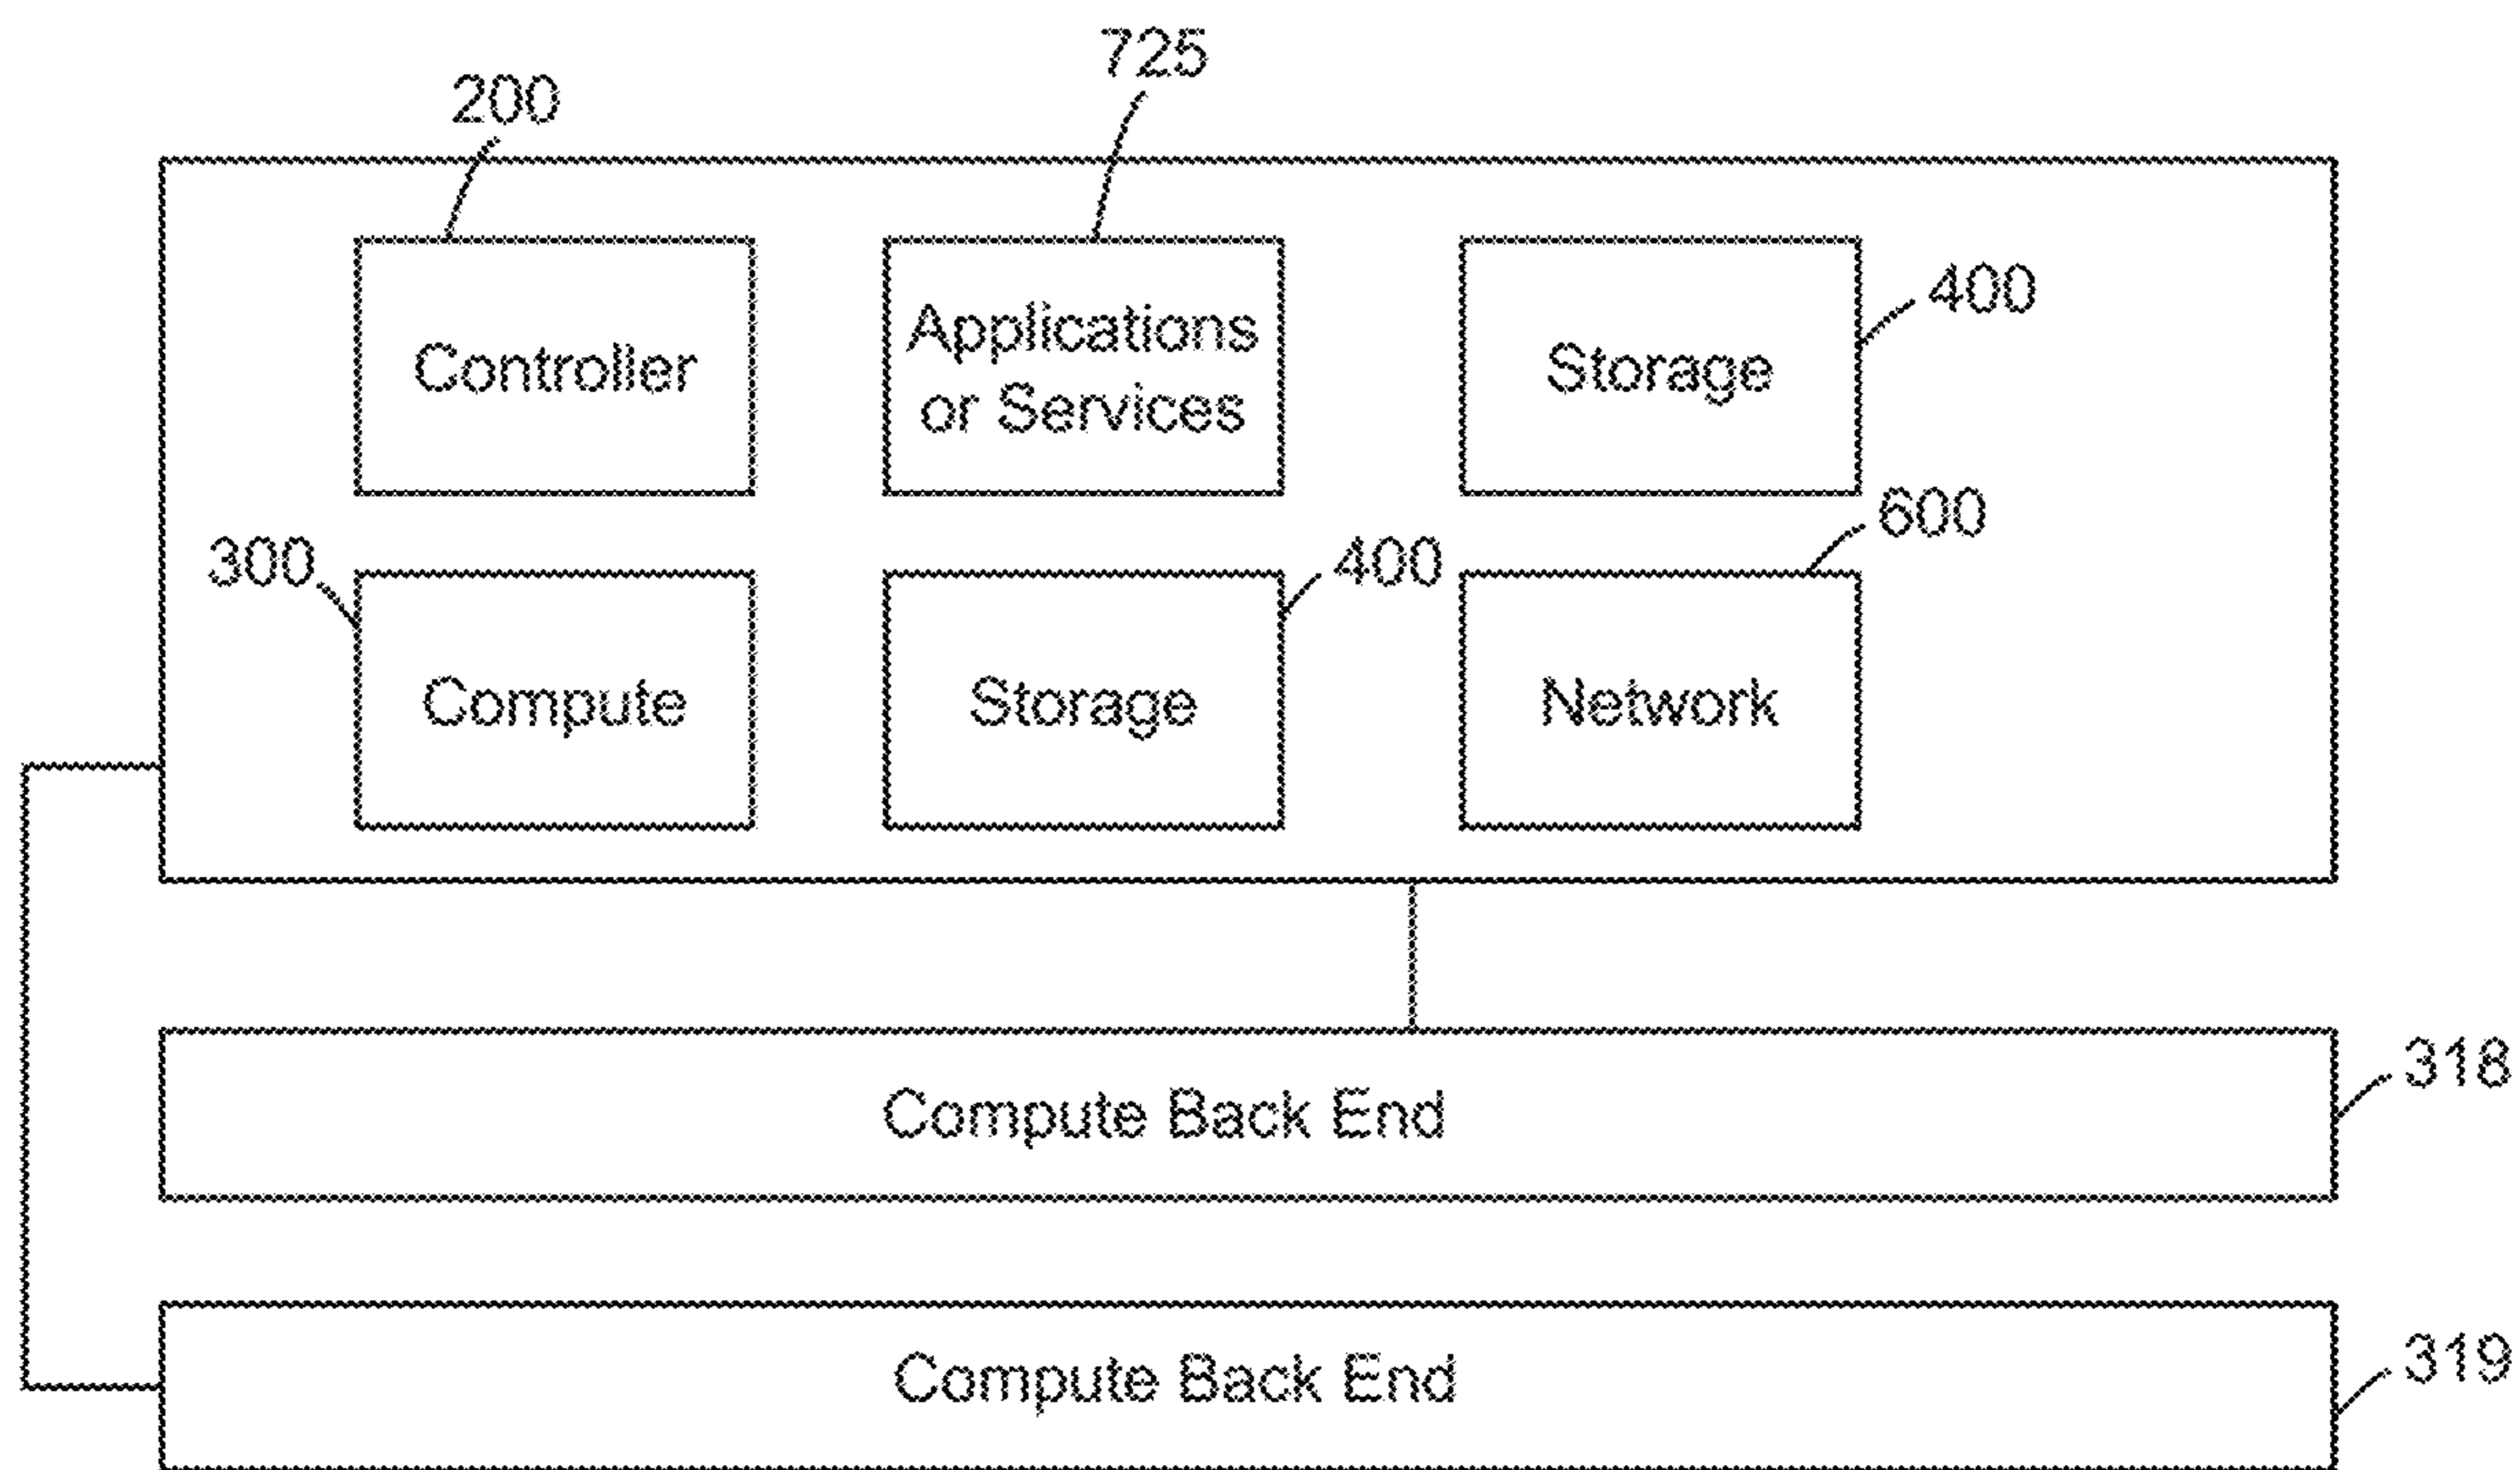 725
200
Controller
Applications
or Services
Storage
400
300
Compute
Storage
400
Network
600
Compute Back End
318
Compute Back End
319